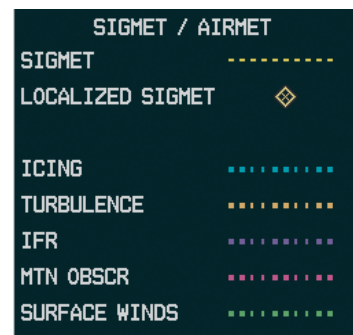 SIGMET / AIRMET
SIGMET
LOCALIZED SIGMET
ICING
TURBULENCE
IFR
MTN OBSCR
SURFACE WINDS